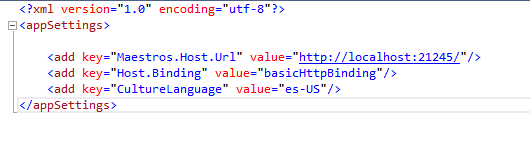 <?xml version="1.0" encoding="utf-8"?>
<appSettings>
<add key="Maestros.Host.Url" value="http://localhost:21245/"/>
<add key="Host.Binding" value="basicHttpBinding"/>
<add key="CultureLanguage" value="es-US"/>
</appSettings>